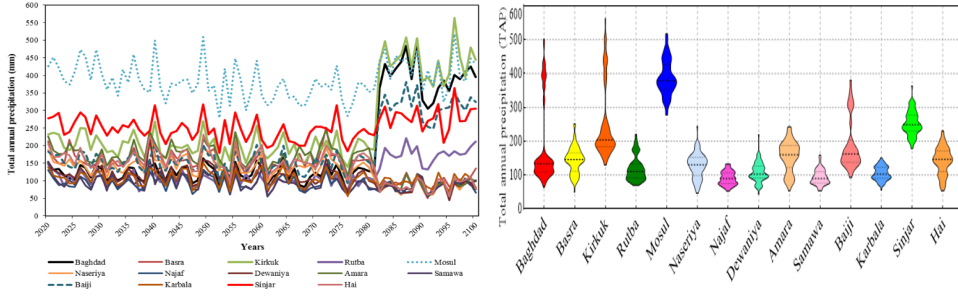 Total annual precipitation (mm)
600
550
500
450
400
350
300
250
200
150
100
50
0
2020
2025
2030
2035
2040
2045
2050
2055
2060
2065
2070
2075
2080
2085
2090
2095
2100
Years
Baghdad Basra Kirkuk Rutba Mosul
Naseriya Najaf Dewaniya Amara Samawa
Baiji Karbala Sinjar Hai
Total annual precipitation (TAP)
600
500
400
300
200
100
0
Baghdad
Basra
Kirkuk
Rutba
Mosul
Naseriya
Najaf
Dewaniya
Amara
Samawa
Baiji
Karbala
Sinjar
Hai